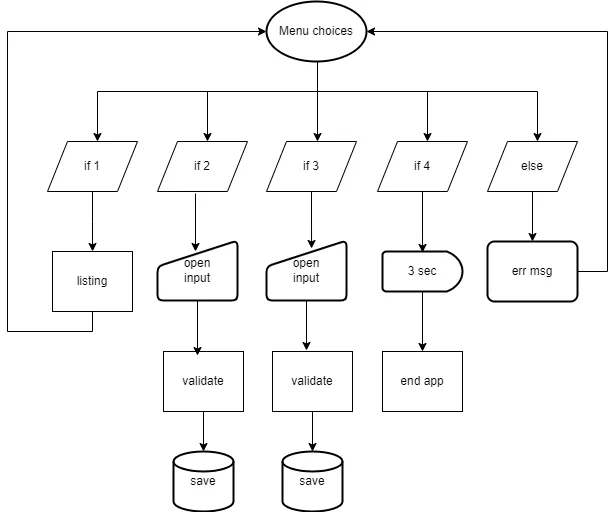 Menu choices
if 1
if 2
if 3
if 4
else
listing
open
input
open
input
3 sec
err msg
validate
validate
end app
save
save